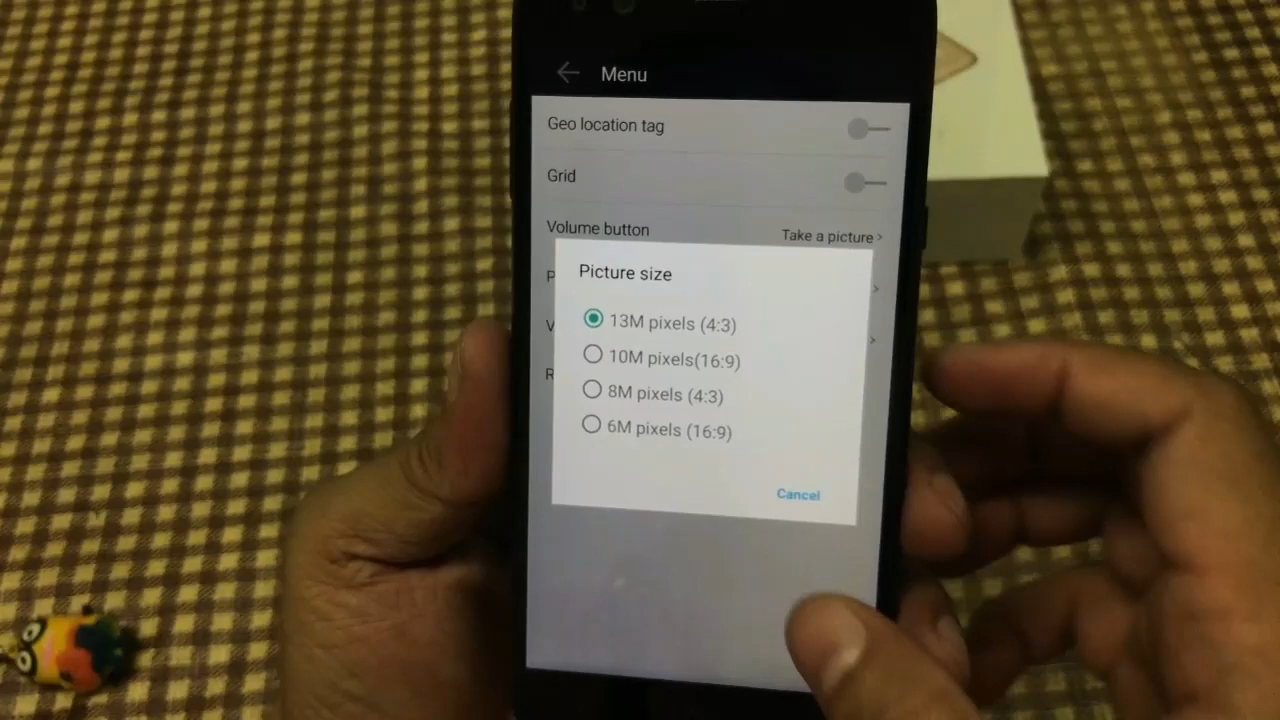 Menu
Geo location tag
Grid
Volume button
Take a picture >
P
>
Picture size
13M pixels (4:3)
V
>
10M pixels(16:9)
R
8M pixels (4:3)
6M pixels (16:9)
Cancel